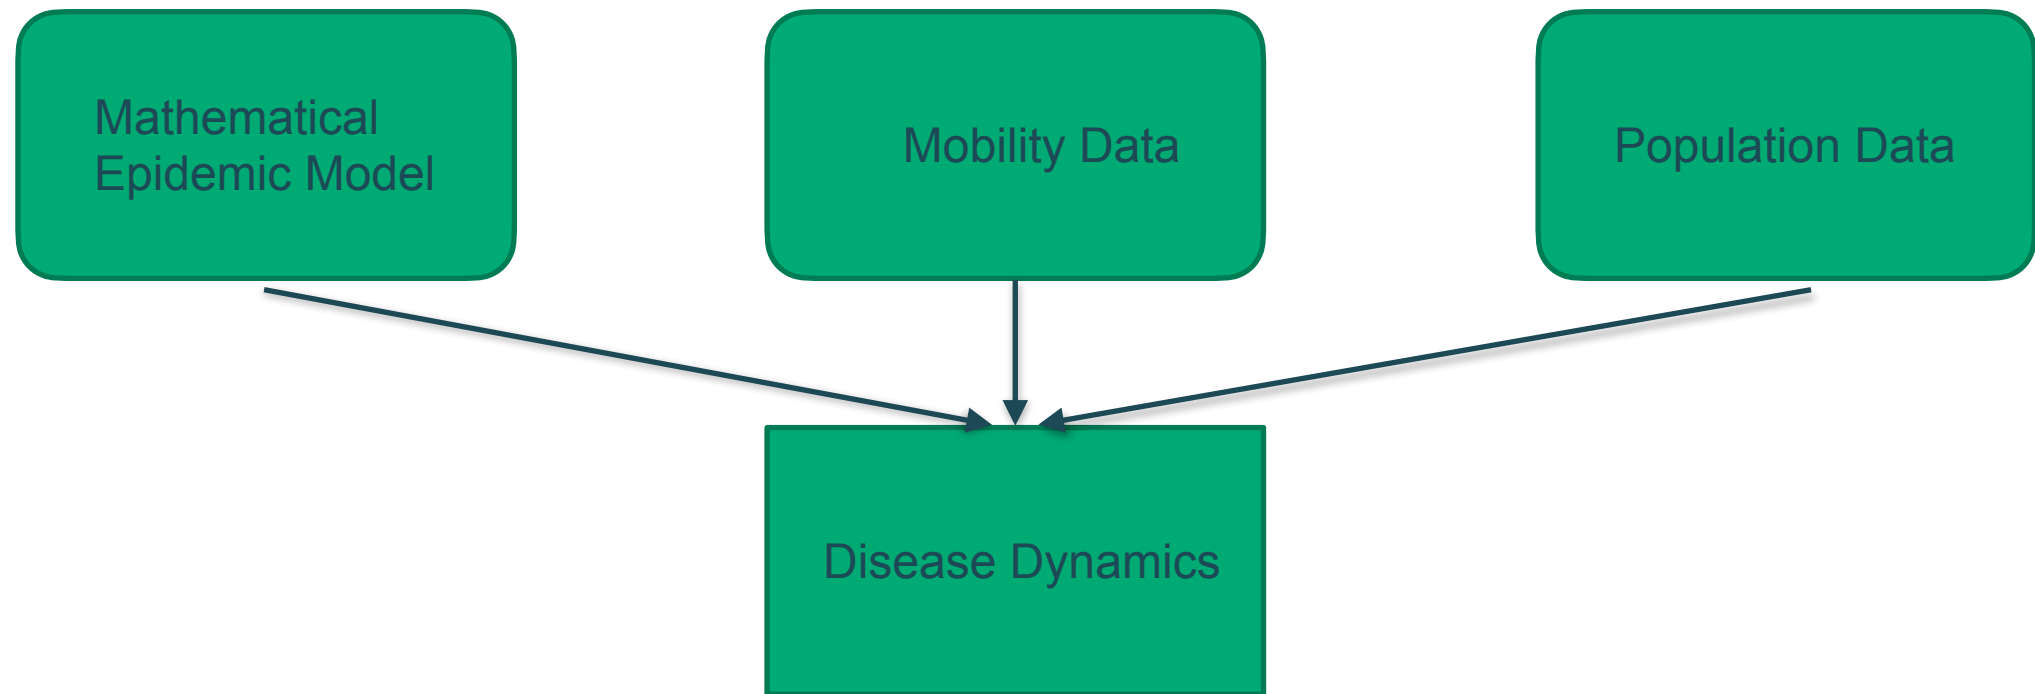 Mathematical
Epidemic Model
Mobility Data
Population Data
Disease Dynamics